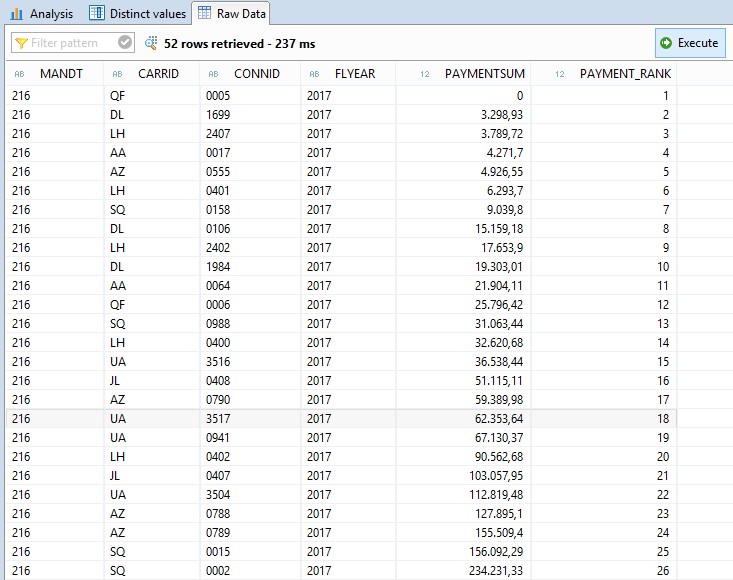 Analysis Distinct values Raw Data
Filter pattern 52 rows retrieved - 237 ms Execute
AB MANDT AB CARRID AB CONNID AB FLYEAR 12 PAYMENTSUM 12 PAYMENT_RANK
216 QF 0005 2017 0 1
216 DL 1699 2017 3.298,93 2
216 LH 2407 2017 3.789,72 3
216 AA 0017 2017 4.271,7 4
216 AZ 0555 2017 4.926,55 5
216 LH 0401 2017 6.293,7 6
216 SQ 0158 2017 9.039,8 7
216 DL 0106 2017 15.159,18 8
216 LH 2402 2017 17.653,9 9
216 DL 1984 2017 19.303,01 10
216 AA 0064 2017 21.904,11 11
216 QF 0006 2017 25.796,42 12
216 SQ 0988 2017 31.063,44 13
216 LH 0400 2017 32.620,68 14
216 UA 3516 2017 36.538,44 15
216 JL 0408 2017 51.115,11 16
216 AZ 0790 2017 59.389,98 17
216 UA 3517 2017 62.353,64 18
216 UA 0941 2017 67.130,37 19
216 LH 0402 2017 90.562,68 20
216 JL 0407 2017 103.057,95 21
216 UA 3504 2017 112.819,48 22
216 AZ 0788 2017 127.895,1 23
216 AZ 0789 2017 155.509,4 24
216 SQ 0015 2017 156.092,29 25
216 SQ 0002 2017 234.231,33 26